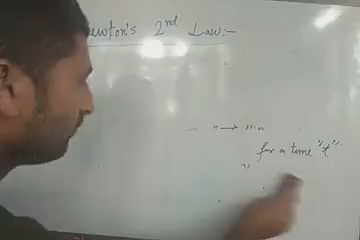 ewton's 2nd Law:-
m u → mu
for a time "t".
v